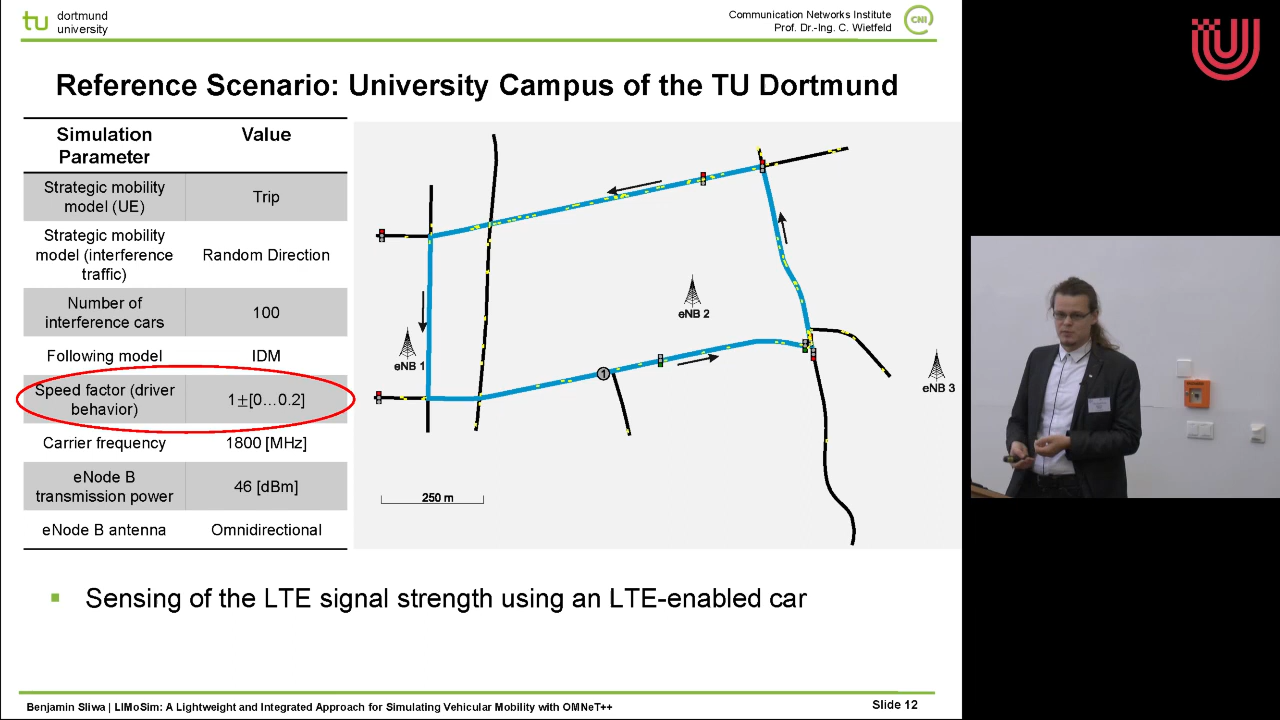 tu dortmund
university
Communication Networks Institute
Prof. Dr.-Ing. C. Wietfeld
CNI
Reference Scenario: University Campus of the TU Dortmund
Simulation
Parameter
Value
Strategic mobility
model (UE)
Trip
Strategic mobility
model (interference
traffic)
Random Direction
Number of
interference cars
100
Following model
IDM
Speed factor (driver
behavior)
1±[0…0.2]
Carrier frequency
1800 [MHz]
eNode B
transmission power
46 [dBm]
eNode B antenna
Omnidirectional
eNB 1
eNB 2
eNB 3
1
250 m
Sensing of the LTE signal strength using an LTE-enabled car
Benjamin Sliwa | LIMoSim: A Lightweight and Integrated Approach for Simulating Vehicular Mobility with OMNeT++
Slide 12